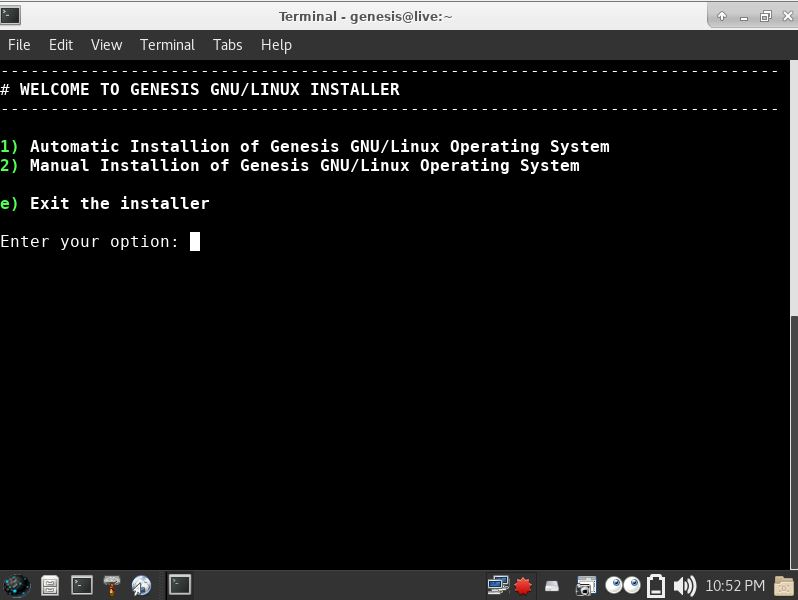 Terminal - genesis@live:~
File Edit View Terminal Tabs Help
--------------------------------------------------------------------------------
# WELCOME TO GENESIS GNU/LINUX INSTALLER
--------------------------------------------------------------------------------
1) Automatic Installion of Genesis GNU/Linux Operating System
2) Manual Installion of Genesis GNU/Linux Operating System
e) Exit the installer
Enter your option:
10:52 PM